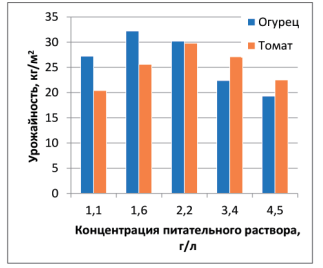 35
30
25
20
15
10
5
0
Урожайность, кг/м²
Огурец
Томат
1,1 1,6 2,2 3,4 4,5
Концентрация питательного раствора,
г/л